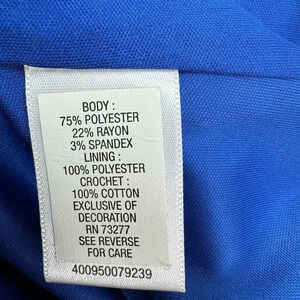 BODY :
75% POLYESTER
22% RAYON
3% SPANDEX
LINING :
100% POLYESTER
CROCHET :
100% COTTON
EXCLUSIVE OF
DECORATION
RN 73277
SEE REVERSE
FOR CARE
400950079239